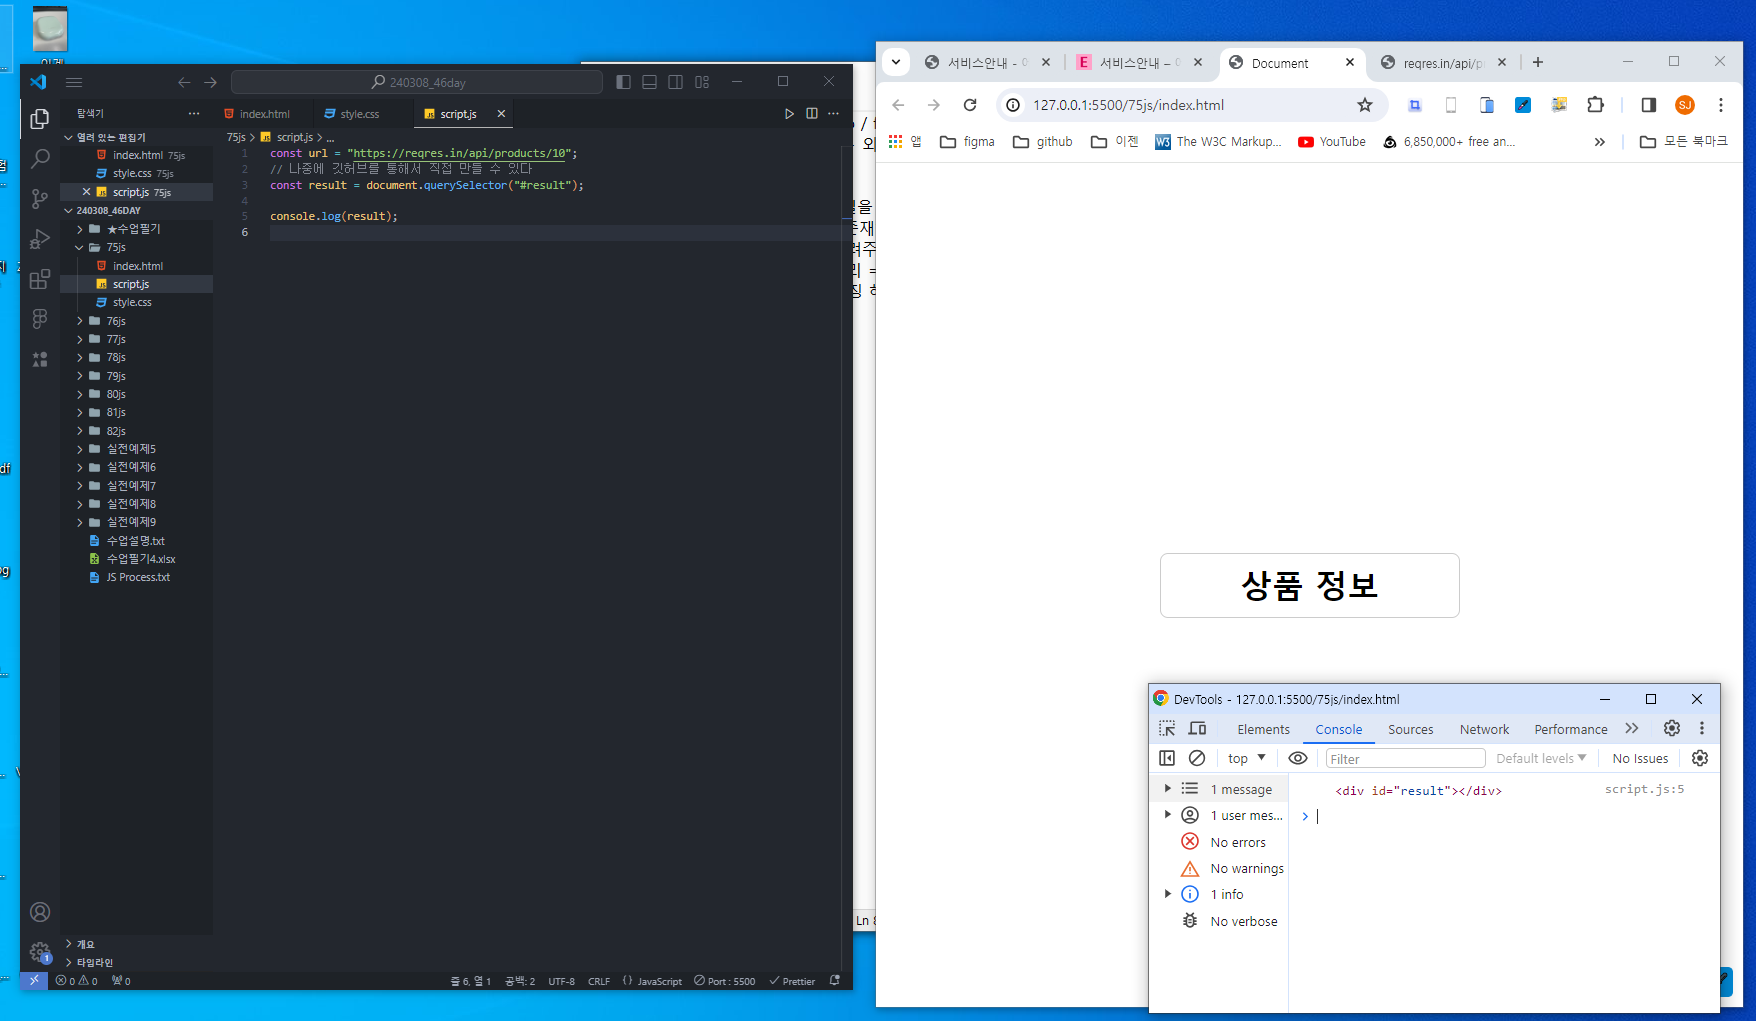 240308_46day
탐색기
열려 있는 편집기
index.html 75js
style.css 75js
script.js 75js
240308_46DAY
★수업필기
75js
index.html
script.js
style.css
76js
77js
78js
79js
80js
81js
82js
실전예제5
실전예제6
실전예제7
실전예제8
실전예제9
수업설명.txt
수업필기4.xlsx
JS Process.txt
개요
타임라인
index.html
style.css
script.js
75js > script.js > ...
1 const url = "https://reqres.in/api/products/10";
2 // 나중에 깃허브를 통해서 직접 만들 수 있다
3 const result = document.querySelector("#result");
4
5 console.log(result);
6
1
0 0 0
줄 6, 열 1 공백: 2 UTF-8 CRLF {} JavaScript Port : 5500 Prettier
Ln 8
서비스안내 -
E 서비스안내 –
Document
reqres.in/api/p
127.0.0.1:5500/75js/index.html
SJ
앱 figma github 이젠 W3 The W3C Markup... YouTube 6,850,000+ free an... » 모든 북마크
상품 정보
DevTools - 127.0.0.1:5500/75js/index.html
Elements Console Sources Network Performance »
top Filter Default levels No Issues
1 message
1 user mes...
No errors
No warnings
1 info
No verbose
<div id="result"></div> script.js:5
>